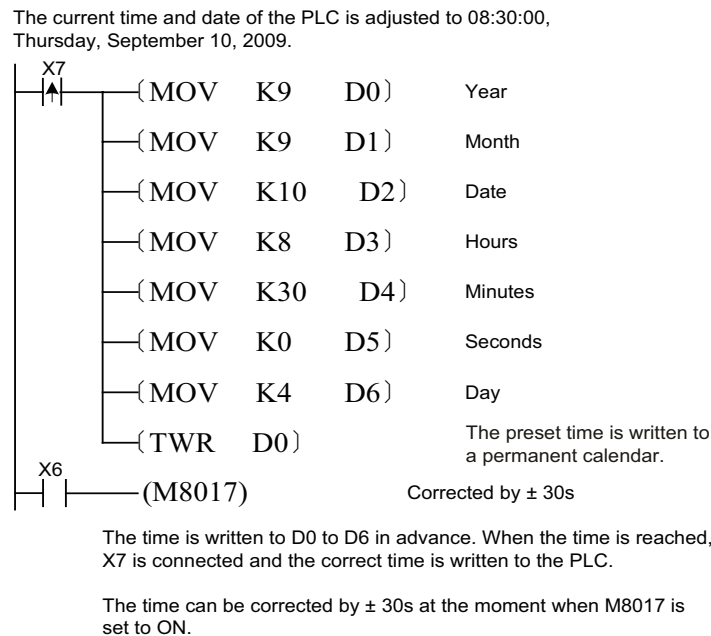 The current time and date of the PLC is adjusted to 08:30:00,
Thursday, September 10, 2009.
X7
〔MOV K9 D0〕 Year
〔MOV K9 D1〕 Month
〔MOV K10 D2〕 Date
〔MOV K8 D3〕 Hours
〔MOV K30 D4〕 Minutes
〔MOV K0 D5〕 Seconds
〔MOV K4 D6〕 Day
〔TWR D0〕 The preset time is written to
a permanent calendar.
X6
(M8017) Corrected by ± 30s
The time is written to D0 to D6 in advance. When the time is reached,
X7 is connected and the correct time is written to the PLC.
The time can be corrected by ± 30s at the moment when M8017 is
set to ON.